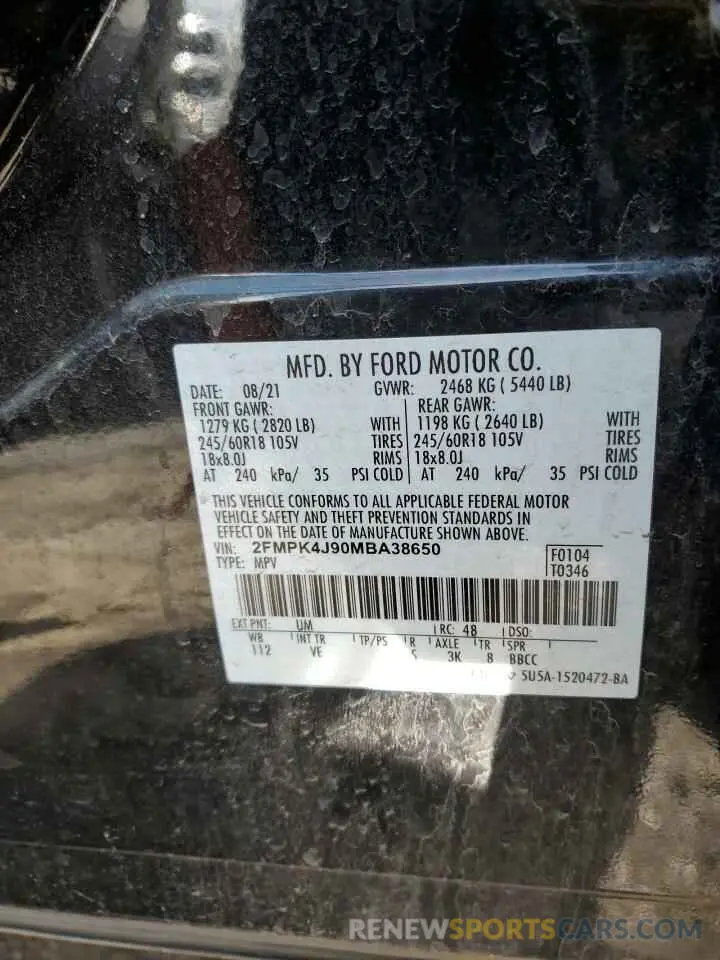 MFD. BY FORD MOTOR CO.
DATE: 08/21 GVWR: 2468 KG ( 5440 LB)
FRONT GAWR: REAR GAWR:
1279 KG ( 2820 LB) WITH 1198 KG ( 2640 LB) WITH
245/60R18 105V TIRES 245/60R18 105V TIRES
18x8.0J RIMS 18x8.0J RIMS
AT 240 kPa/ 35 PSI COLD AT 240 kPa/ 35 PSI COLD
THIS VEHICLE CONFORMS TO ALL APPLICABLE FEDERAL MOTOR
VEHICLE SAFETY AND THEFT PREVENTION STANDARDS IN
EFFECT ON THE DATE OF MANUFACTURE SHOWN ABOVE.
VIN: 2FMPK4J90MBA38650 F0104
TYPE: MPV T0346
EXT PNT: UM RC: 48 DSO:
WB INT TR TP/PS R AXLE TR SPR
112 VE 5 3K 8 BBCC
5U5A-1520472-BA
RENEWSPORTSCARS.COM